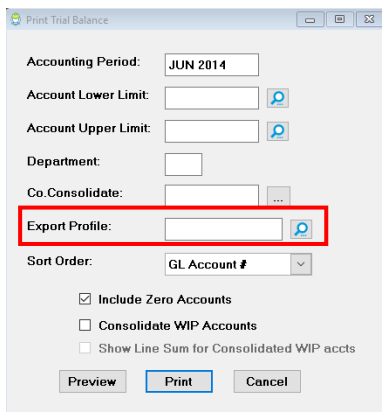 Print Trial Balance
Accounting Period: JUN 2014
Account Lower Limit:
Account Upper Limit:
Department:
Co.Consolidate: ...
Export Profile:
Sort Order: GL Account #
Include Zero Accounts
Consolidate WIP Accounts
Show Line Sum for Consolidated WIP accts
Preview Print Cancel